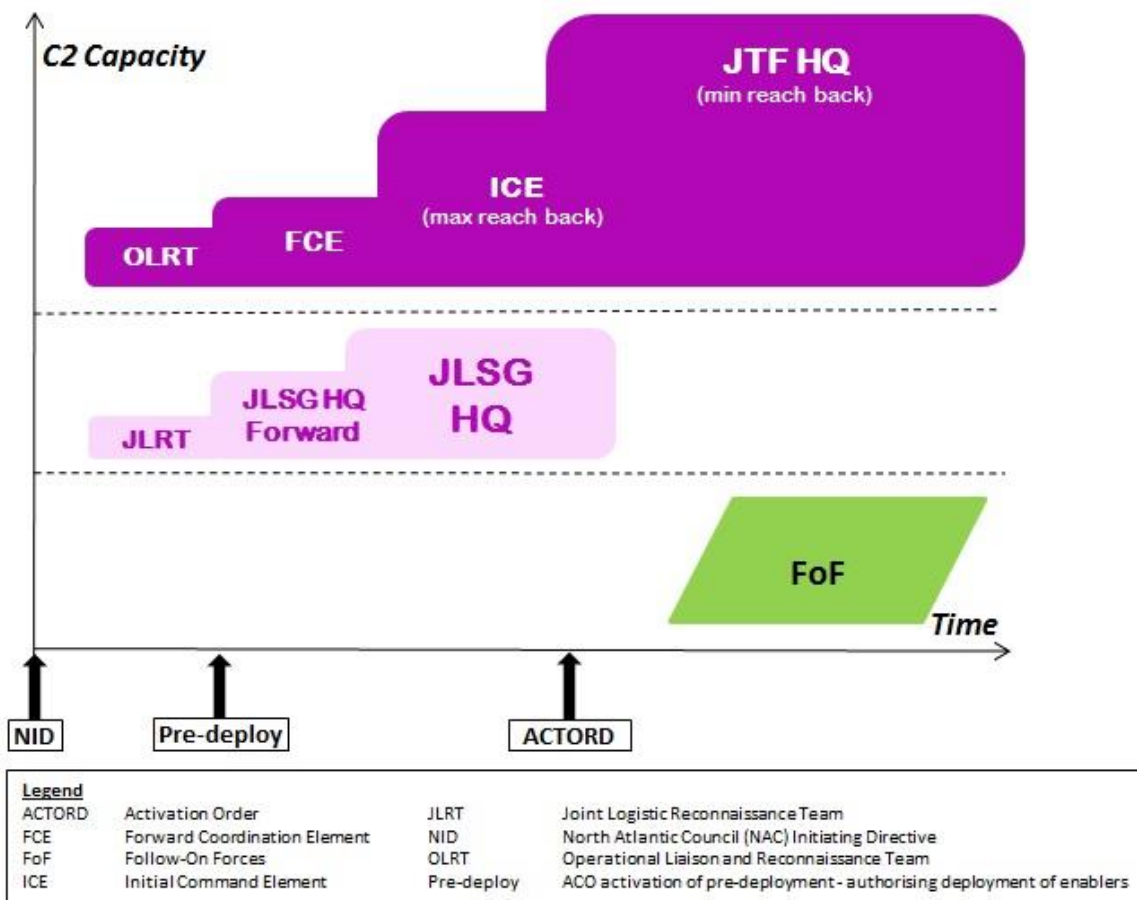 C2 Capacity
JTF HQ
(min reach back)
ICE
(max reach back)
FCE
OLRT
JLSG
HQ
JLSG HQ
Forward
JLRT
FoF
Time
NID
Pre-deploy
ACTORD
Legend
ACTORD Activation Order JLRT Joint Logistic Reconnaissance Team
FCE Forward Coordination Element NID North Atlantic Council (NAC) Initiating Directive
FoF Follow-On Forces OLRT Operational Liaison and Reconnaissance Team
ICE Initial Command Element Pre-deploy ACO activation of pre-deployment - authorising deployment of enablers